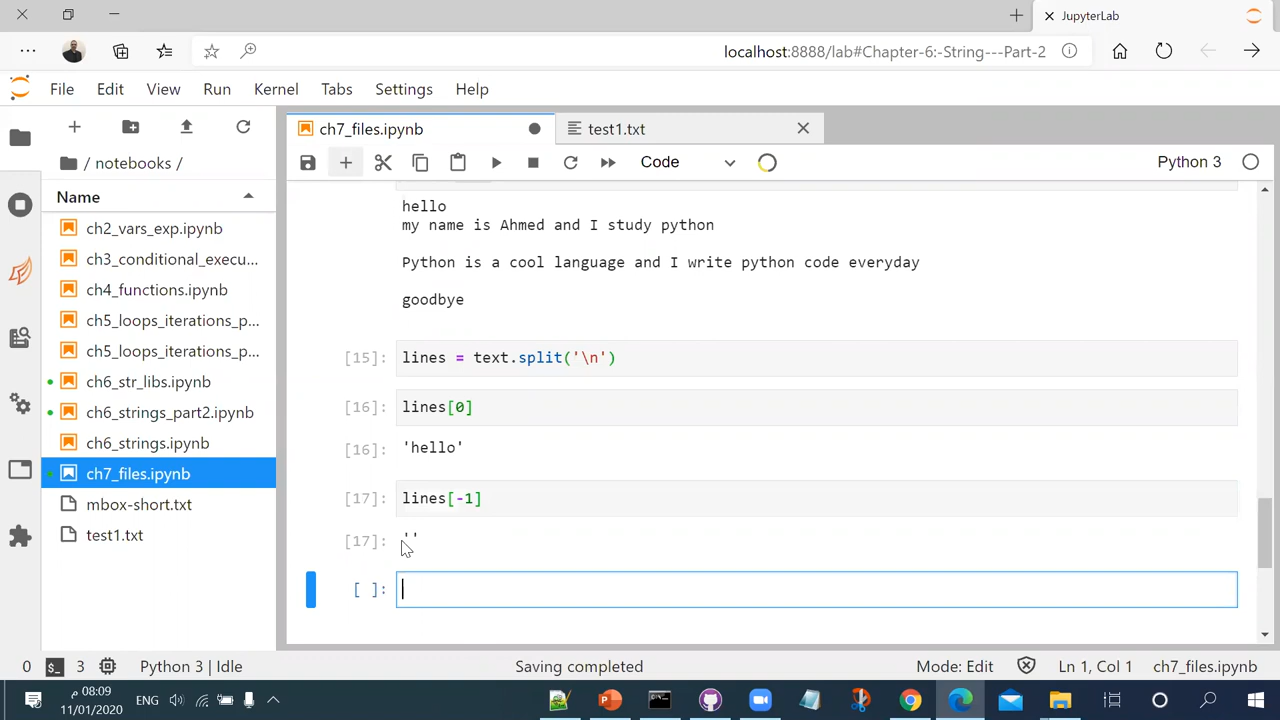 JupyterLab
localhost:8888/lab#Chapter-6:-String---Part-2
File Edit View Run Kernel Tabs Settings Help
ch7_files.ipynb
test1.txt
/ notebooks /
Code
Python 3
Name
ch2_vars_exp.ipynb
ch3_conditional_execu...
ch4_functions.ipynb
ch5_loops_iterations_p...
ch5_loops_iterations_p...
ch6_str_libs.ipynb
ch6_strings_part2.ipynb
ch6_strings.ipynb
ch7_files.ipynb
mbox-short.txt
test1.txt
hello
my name is Ahmed and I study python
Python is a cool language and I write python code everyday
goodbye
[15]: lines = text.split('\n')
[16]: lines[0]
[16]: 'hello'
[17]: lines[-1]
[17]: ''
[ ]:
0 3 Python 3 | Idle Saving completed Mode: Edit Ln 1, Col 1 ch7_files.ipynb
08:09 م
11/01/2020
ENG